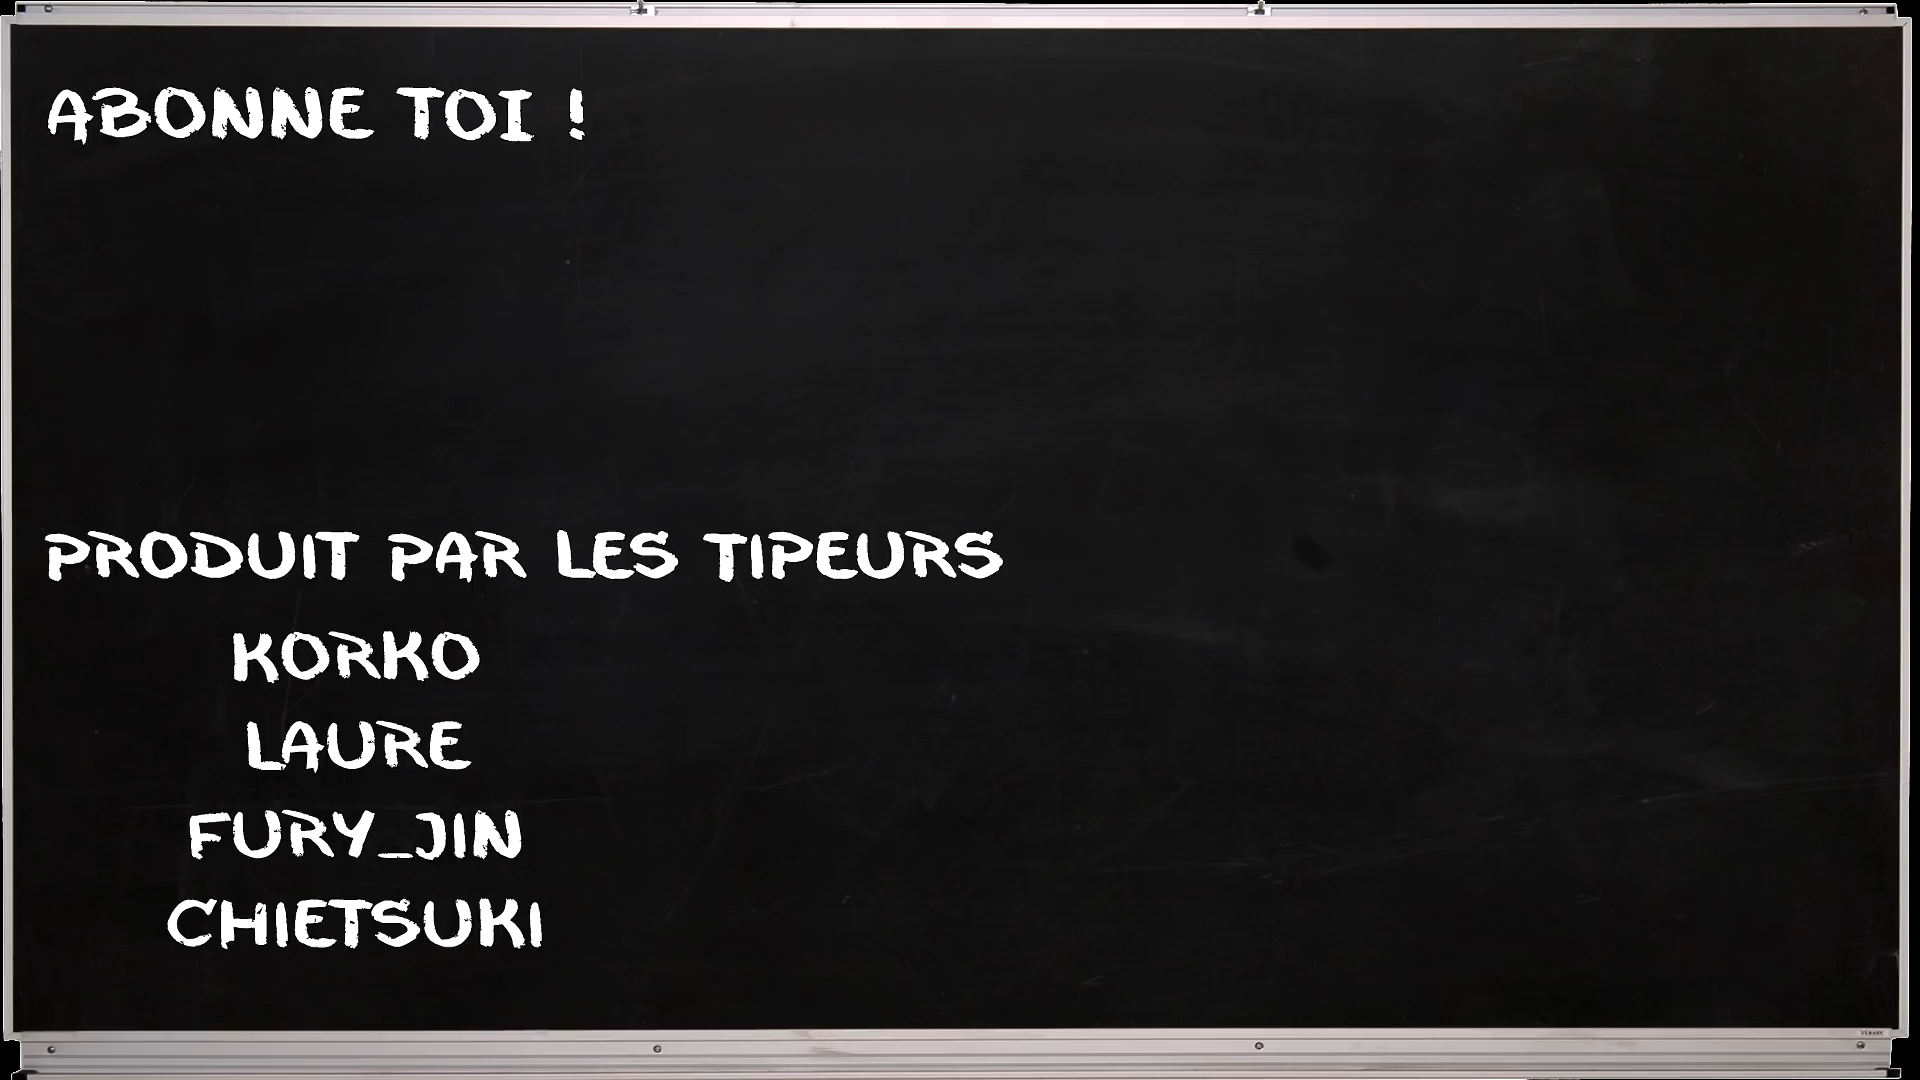 ABONNE TOI !
PRODUIT PAR LES TIPEURS
KORKO
LAURE
FURY_JIN
CHIETSUKI